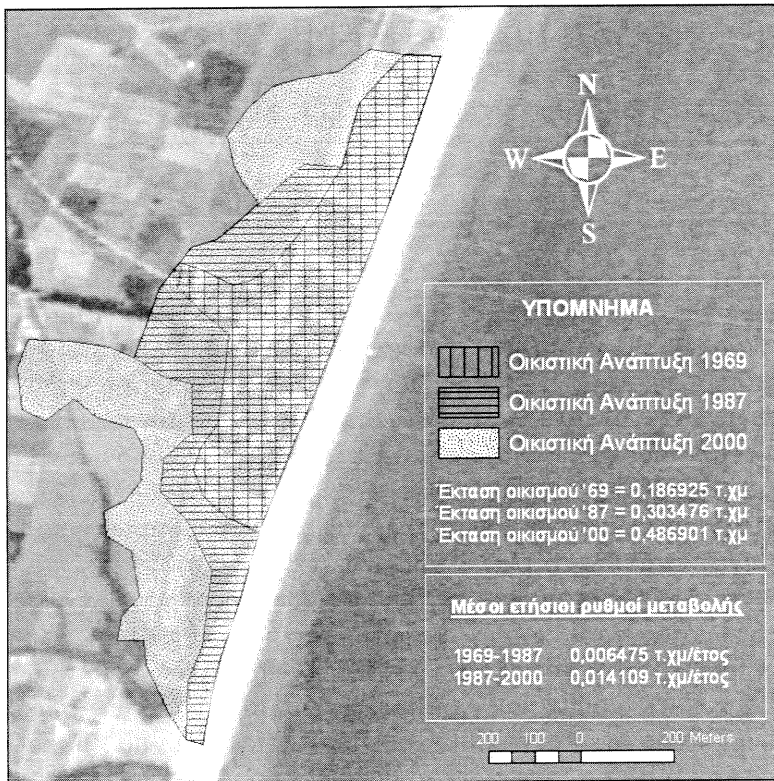 N
W E
S
ΥΠΟΜΝΗΜΑ
Οικιστική Ανάπτυξη 1969
Οικιστική Ανάπτυξη 1987
Οικιστική Ανάπτυξη 2000
Έκταση οικισμού '69 = 0,186925 τ.χμ
Έκταση οικισμού '87 = 0,303476 τ.χμ
Έκταση οικισμού '00 = 0,486901 τ.χμ
Μέσοι ετήσιοι ρυθμοί μεταβολής
1969-1987 0,006475 τ.χμ/έτος
1987-2000 0,014109 τ.χμ/έτος
200 100 0 200 Meters